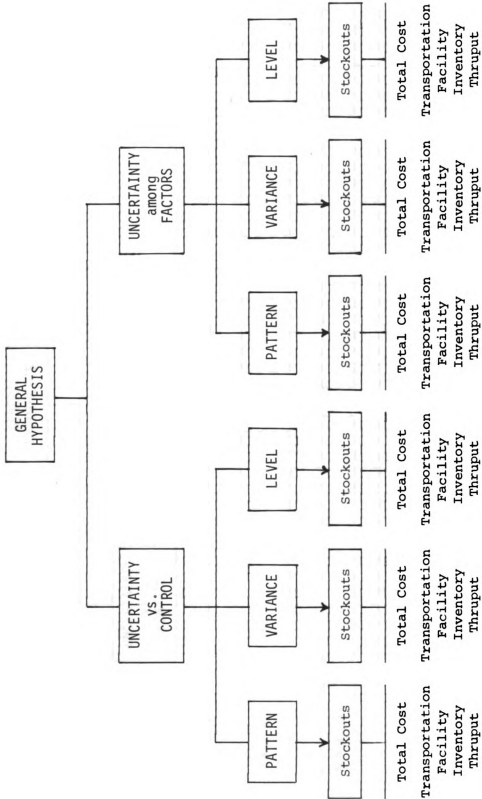 GENERAL
HYPOTHESIS
UNCERTAINTY
vs.
CONTROL
UNCERTAINTY
among
FACTORS
PATTERN
VARIANCE
LEVEL
PATTERN
VARIANCE
LEVEL
Stockouts
Stockouts
Stockouts
Stockouts
Stockouts
Stockouts
Total Cost
Transportation
Facility
Inventory
Thruput
Total Cost
Transportation
Facility
Inventory
Thruput
Total Cost
Transportation
Facility
Inventory
Thruput
Total Cost
Transportation
Facility
Inventory
Thruput
Total Cost
Transportation
Facility
Inventory
Thruput
Total Cost
Transportation
Facility
Inventory
Thruput